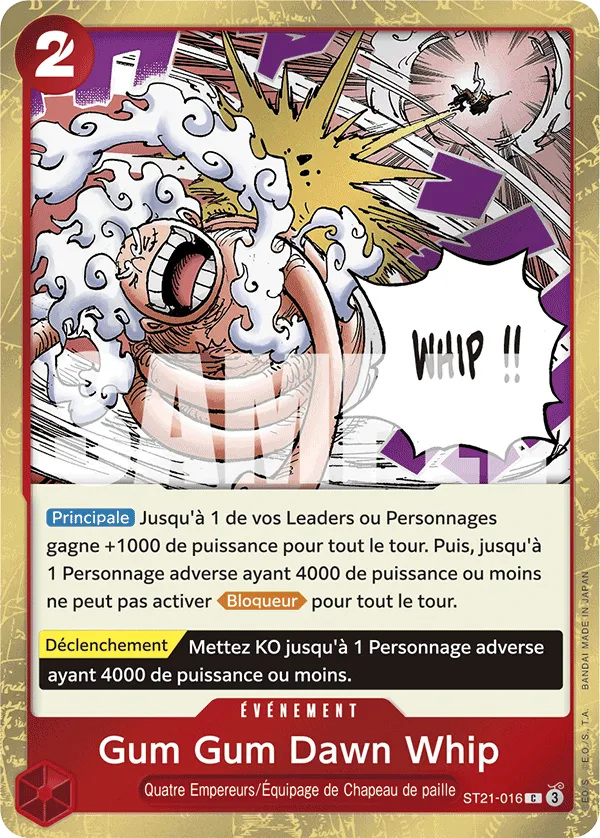 2
WHIP !!
SAMPLE
Principale Jusqu'à 1 de vos Leaders ou Personnages
gagne +1000 de puissance pour tout le tour. Puis, jusqu'à
1 Personnage adverse ayant 4000 de puissance ou moins
ne peut pas activer Bloqueur pour tout le tour.
Déclenchement Mettez KO jusqu'à 1 Personnage adverse
ayant 4000 de puissance ou moins.
ÉVÉNEMENT
Gum Gum Dawn Whip
Quatre Empereurs/Équipage de Chapeau de paille
ST21-016 C 3
©E.O./S. ©E.O./S, T.A. BANDAI MADE IN JAPAN